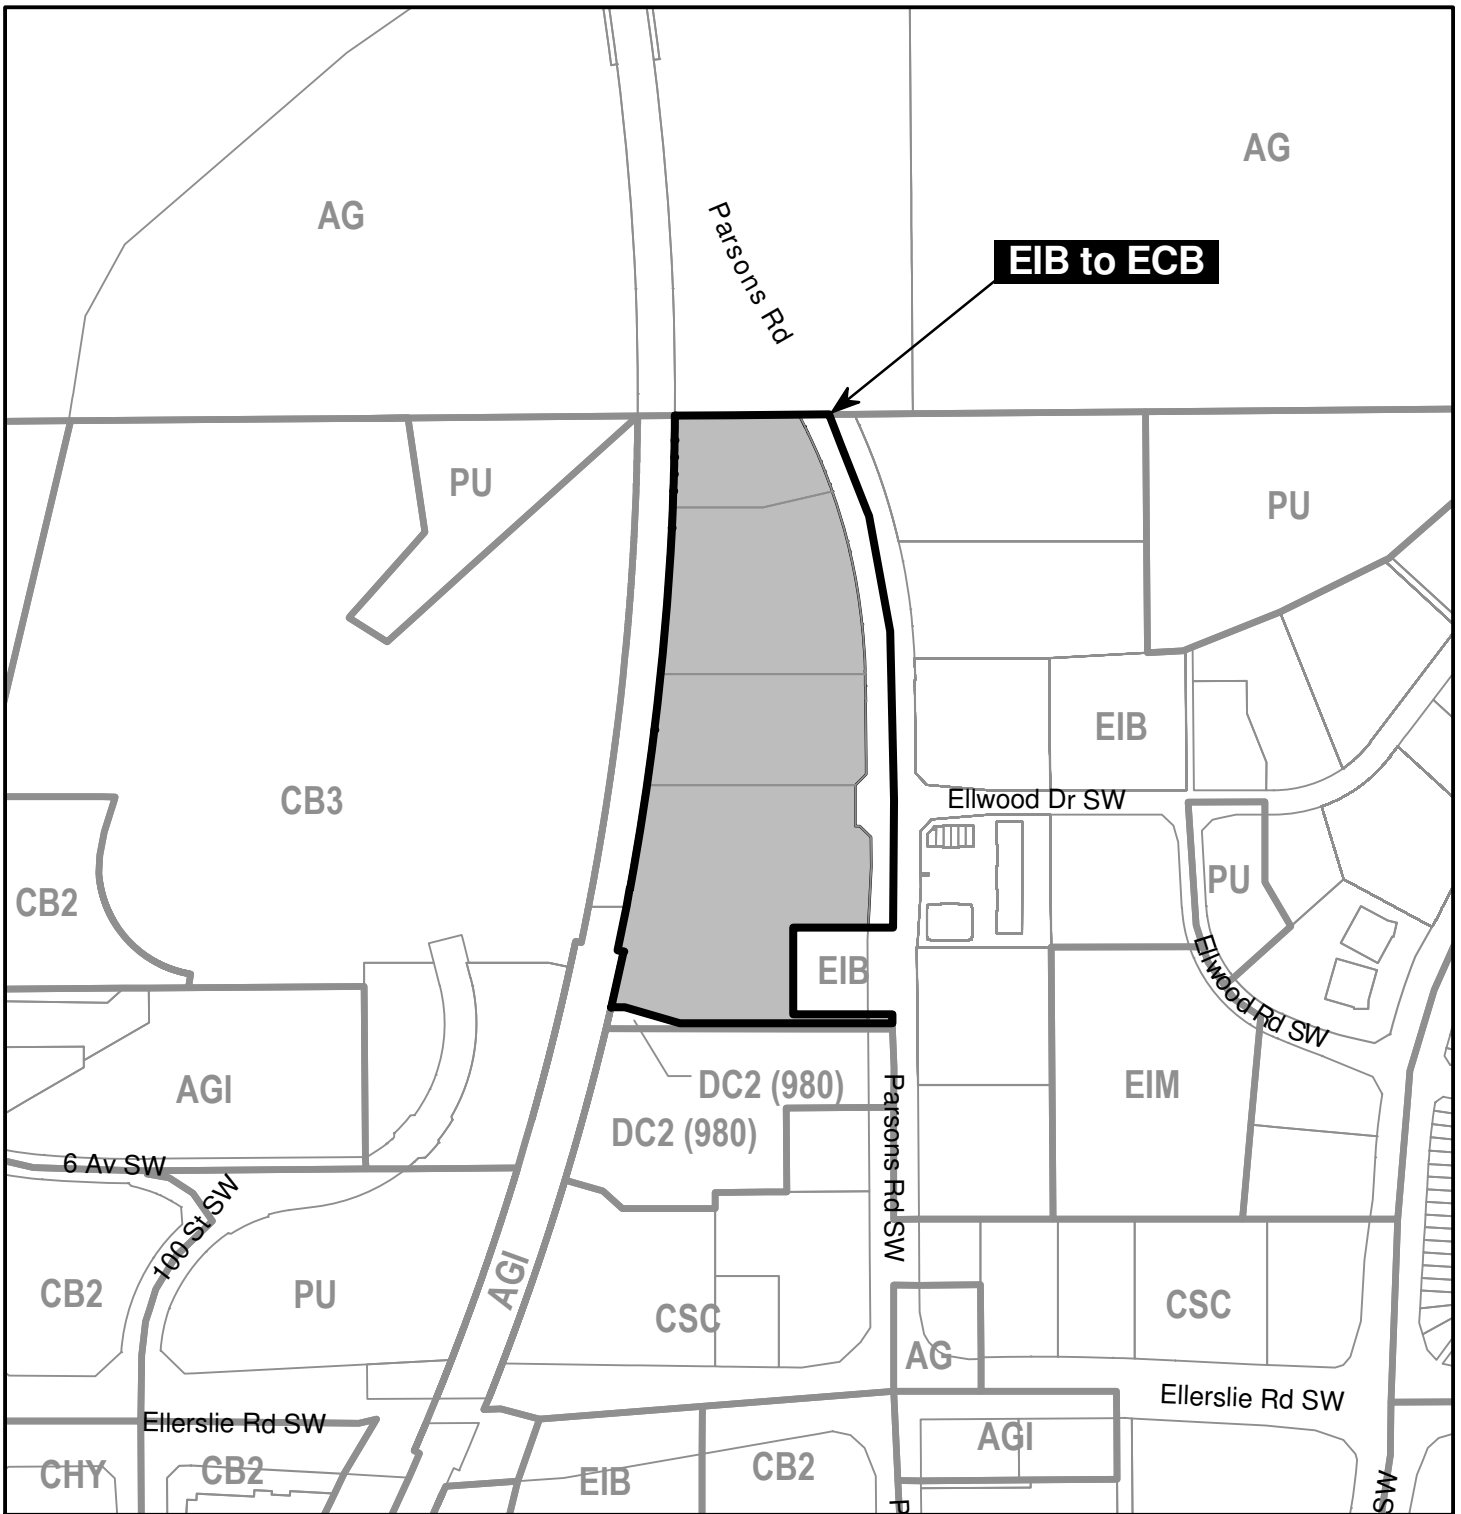 AG
AG
Parsons Rd
EIB to ECB
PU
PU
EIB
CB3
Ellwood Dr SW
CB2
PU
EIB
Ellwood Rd SW
AGI
DC2 (980)
EIM
DC2 (980)
Parsons Rd SW
6 Av SW
100 St SW
CB2
PU
AGI
CSC
CSC
AG
Ellerslie Rd SW
Ellerslie Rd SW
AGI
CHY
CB2
EIB
CB2
P
SW